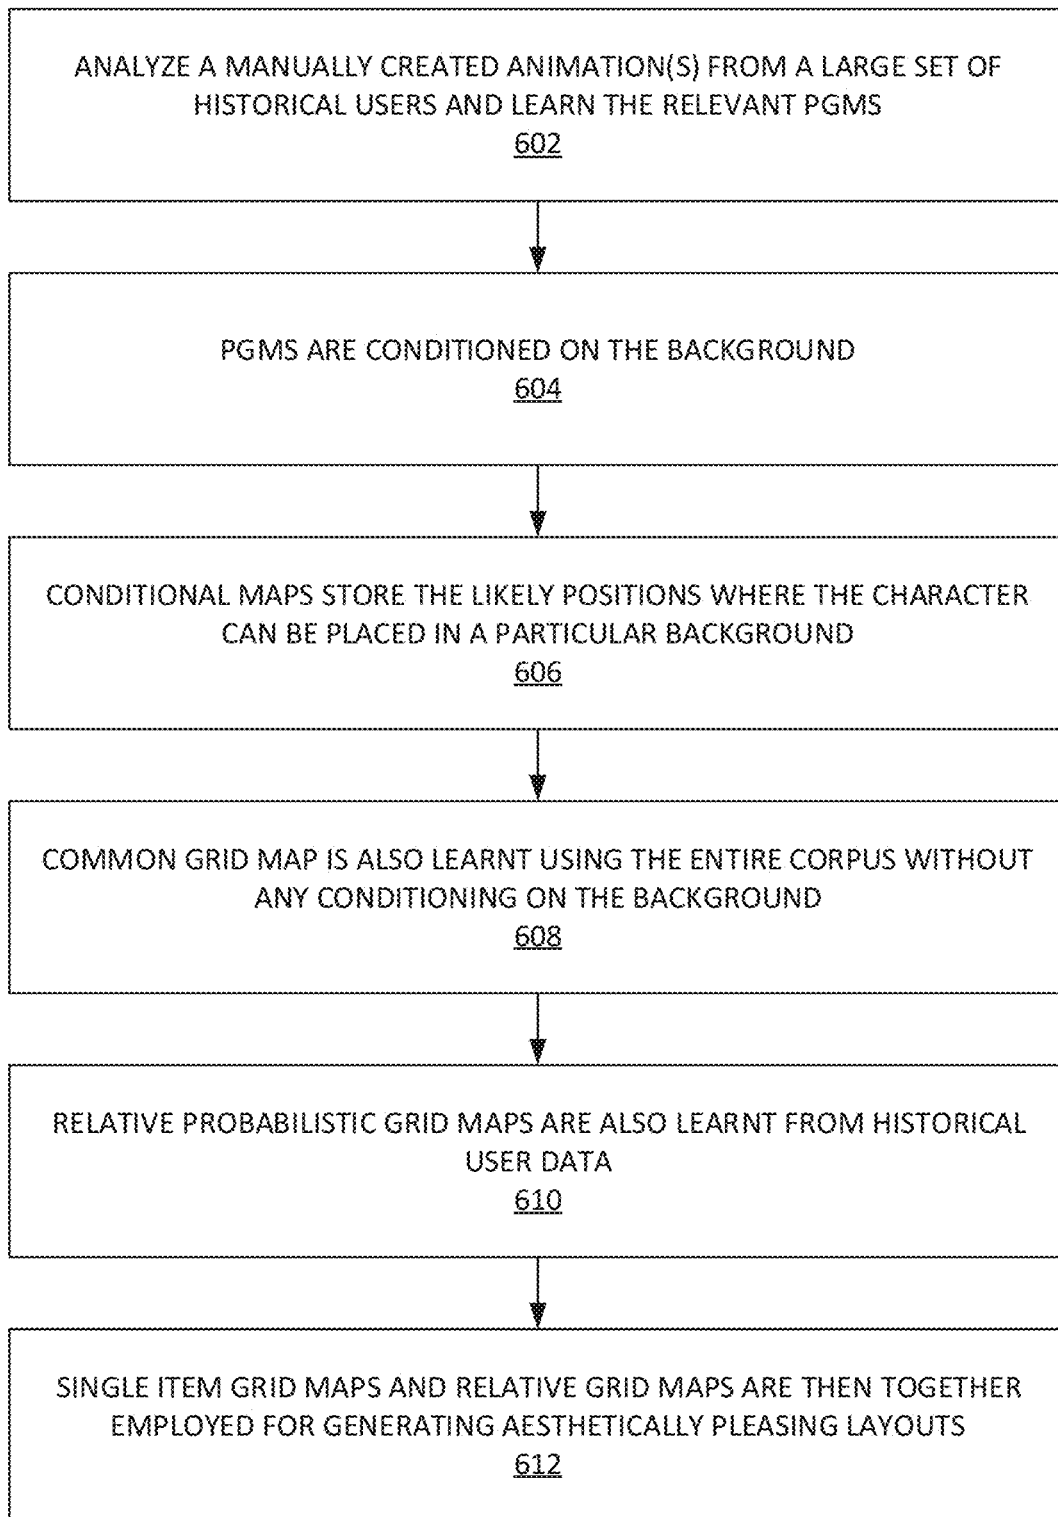 ANALYZE A MANUALLY CREATED ANIMATION(S) FROM A LARGE SET OF
HISTORICAL USERS AND LEARN THE RELEVANT PGMS
602
PGMS ARE CONDITIONED ON THE BACKGROUND
604
CONDITIONAL MAPS STORE THE LIKELY POSITIONS WHERE THE CHARACTER
CAN BE PLACED IN A PARTICULAR BACKGROUND
606
COMMON GRID MAP IS ALSO LEARNT USING THE ENTIRE CORPUS WITHOUT
ANY CONDITIONING ON THE BACKGROUND
608
RELATIVE PROBABILISTIC GRID MAPS ARE ALSO LEARNT FROM HISTORICAL
USER DATA
610
SINGLE ITEM GRID MAPS AND RELATIVE GRID MAPS ARE THEN TOGETHER
EMPLOYED FOR GENERATING AESTHETICALLY PLEASING LAYOUTS
612